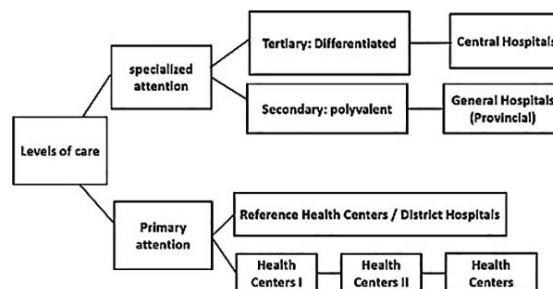 Tertiary: Differentiated
Central Hospitals
specialized
attention
Secondary: polyvalent
General Hospitals
(Provincial)
Levels of care
Primary
attention
Reference Health Centers / District Hospitals
Health
Centers I
Health
Centers II
Health
Centers